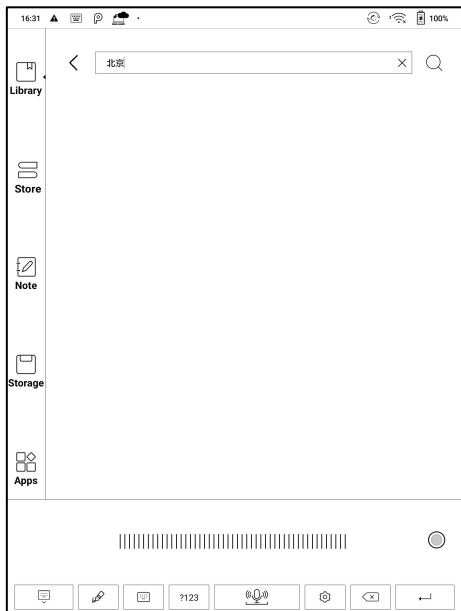 16:31
100%
北京
Library
Store
Note
Storage
Apps
?123